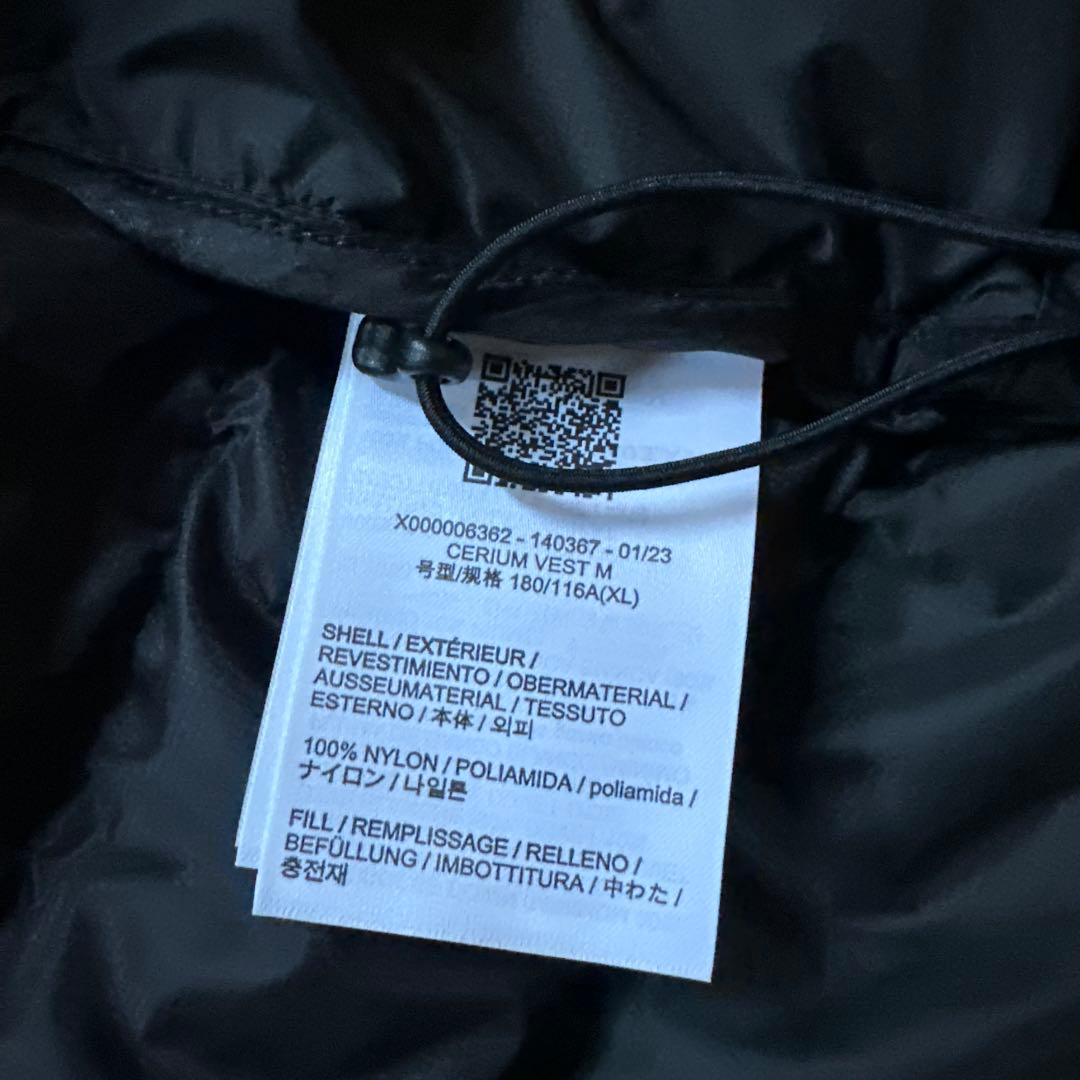 X000006362 - 140367 - 01/23
CERIUM VEST M
号型/规格 180/116A(XL)
SHELL / EXTÉRIEUR /
REVESTIMIENTO / OBERMATERIAL /
AUSSEUMATERIAL / TESSUTO
ESTERNO / 本体 / 외피
100% NYLON / POLIAMIDA / poliamida /
ナイロン / 나일론
FILL / REMPLISSAGE / RELLENO /
BEFÜLLUNG / IMBOTTITURA / 中わた /
충전재